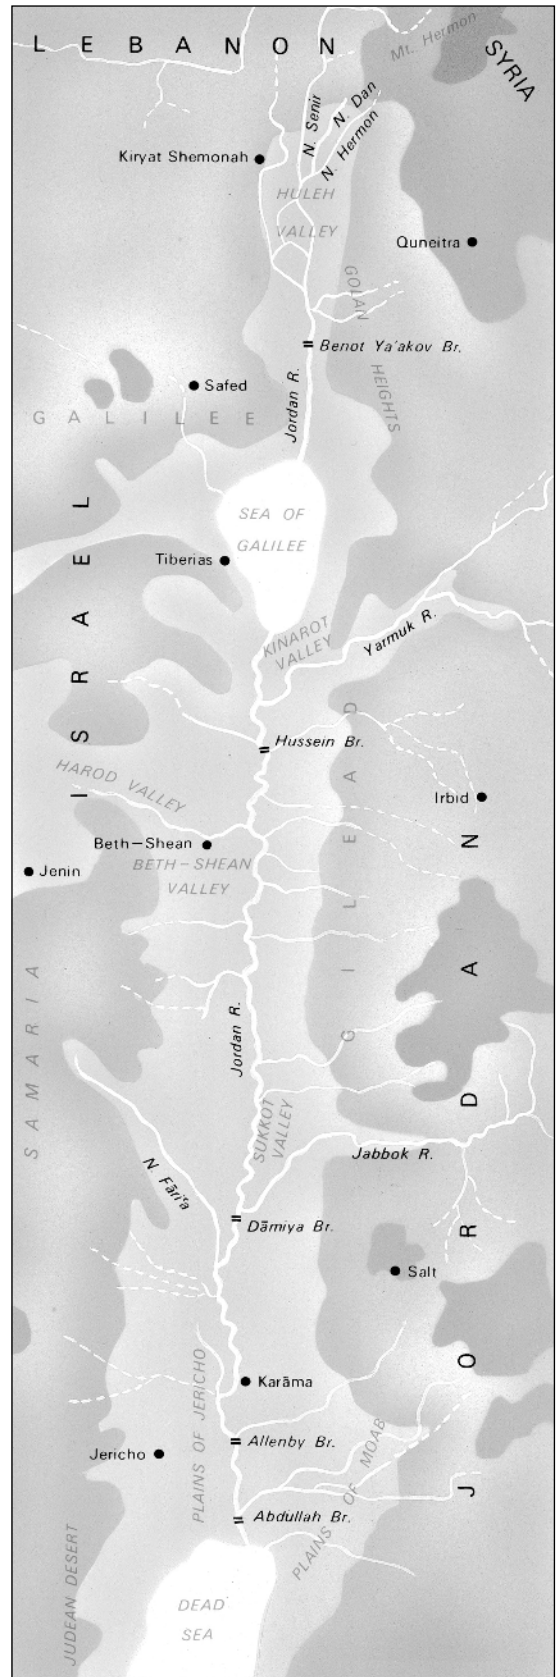 LEBANON
Mt. Hermon
SYRIA
N. Senir
N. Dan
N. Hermon
Kiryat Shemonah
HULEH
VALLEY
Quneitra
GOLAN
HEIGHTS
Benot Ya'akov Br.
Jordan R.
Safed
GALILEE
SEA OF
GALILEE
ISRAEL
Tiberias
KINAROT
VALLEY
Yarmuk R.
Hussein Br.
HAROD VALLEY
Irbid
Beth–Shean
BETH–SHEAN
VALLEY
Jenin
GILEAD
JORDAN
SAMARIA
Jordan R.
SUKKOT
VALLEY
Jabbok R.
N. Fāri'a
Dāmiya Br.
Salt
Karāma
PLAINS OF JERICHO
Allenby Br.
Jericho
PLAINS OF MOAB
Abdullah Br.
JUDEAN DESERT
DEAD
SEA